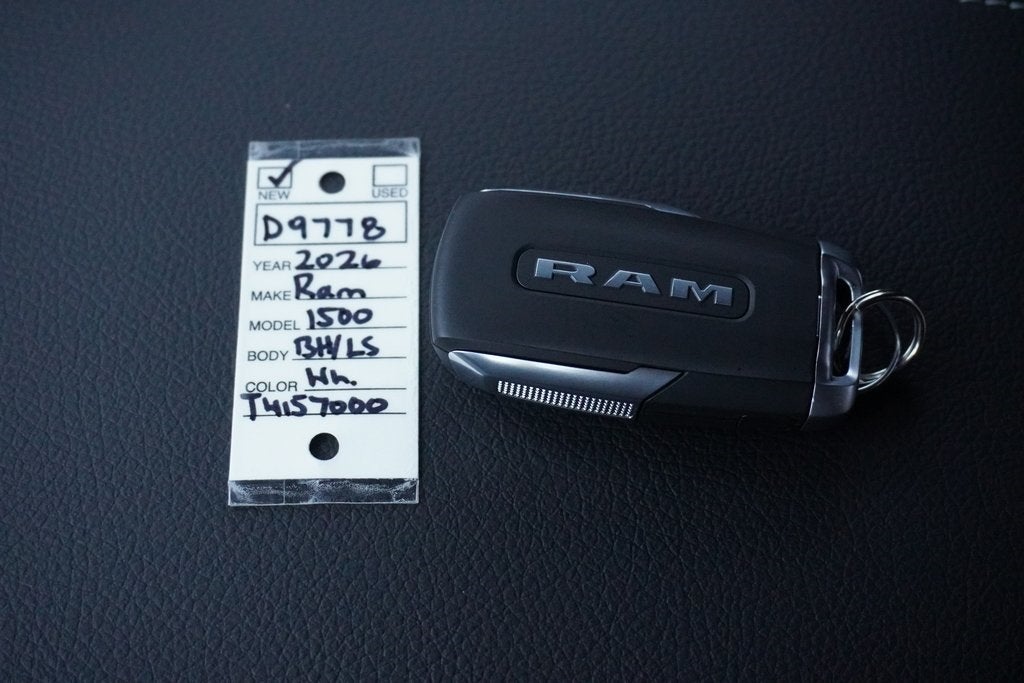 NEW USED
D9778
YEAR 2026
MAKE Ram
MODEL 1500
BODY BH/LS
COLOR Wh.
T4157000
RAM